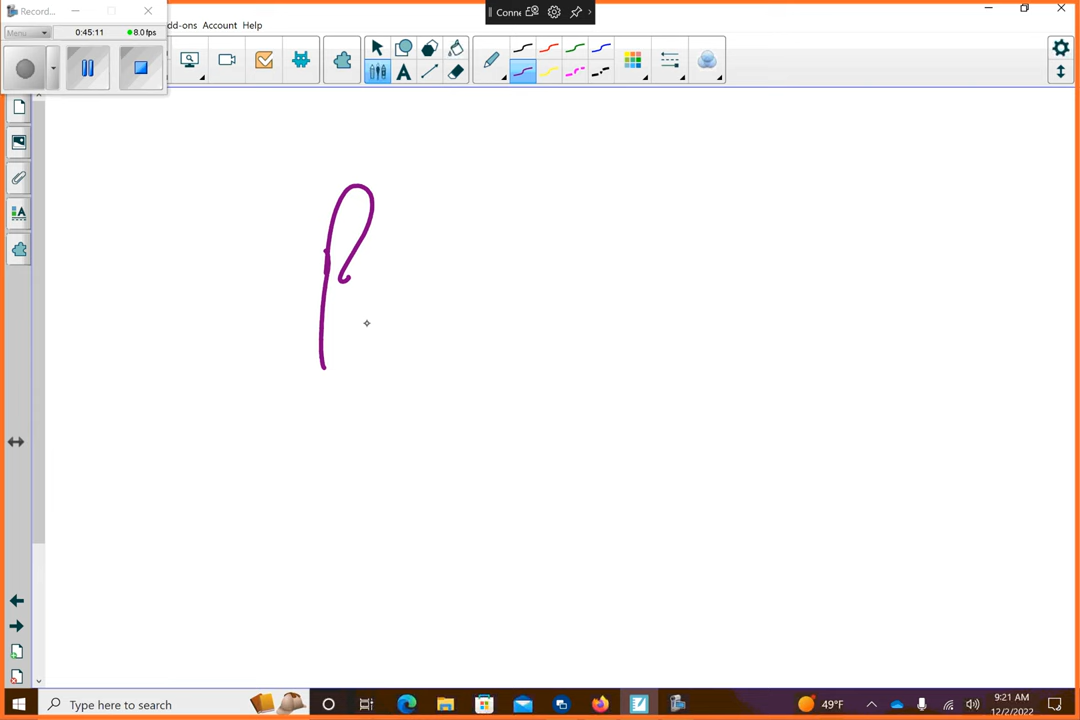 Record...
Menu
0:45:11
8.0 fps
dd-ons Account Help
Conne
P
Type here to search
49°F
9:21 AM
12/2/2022